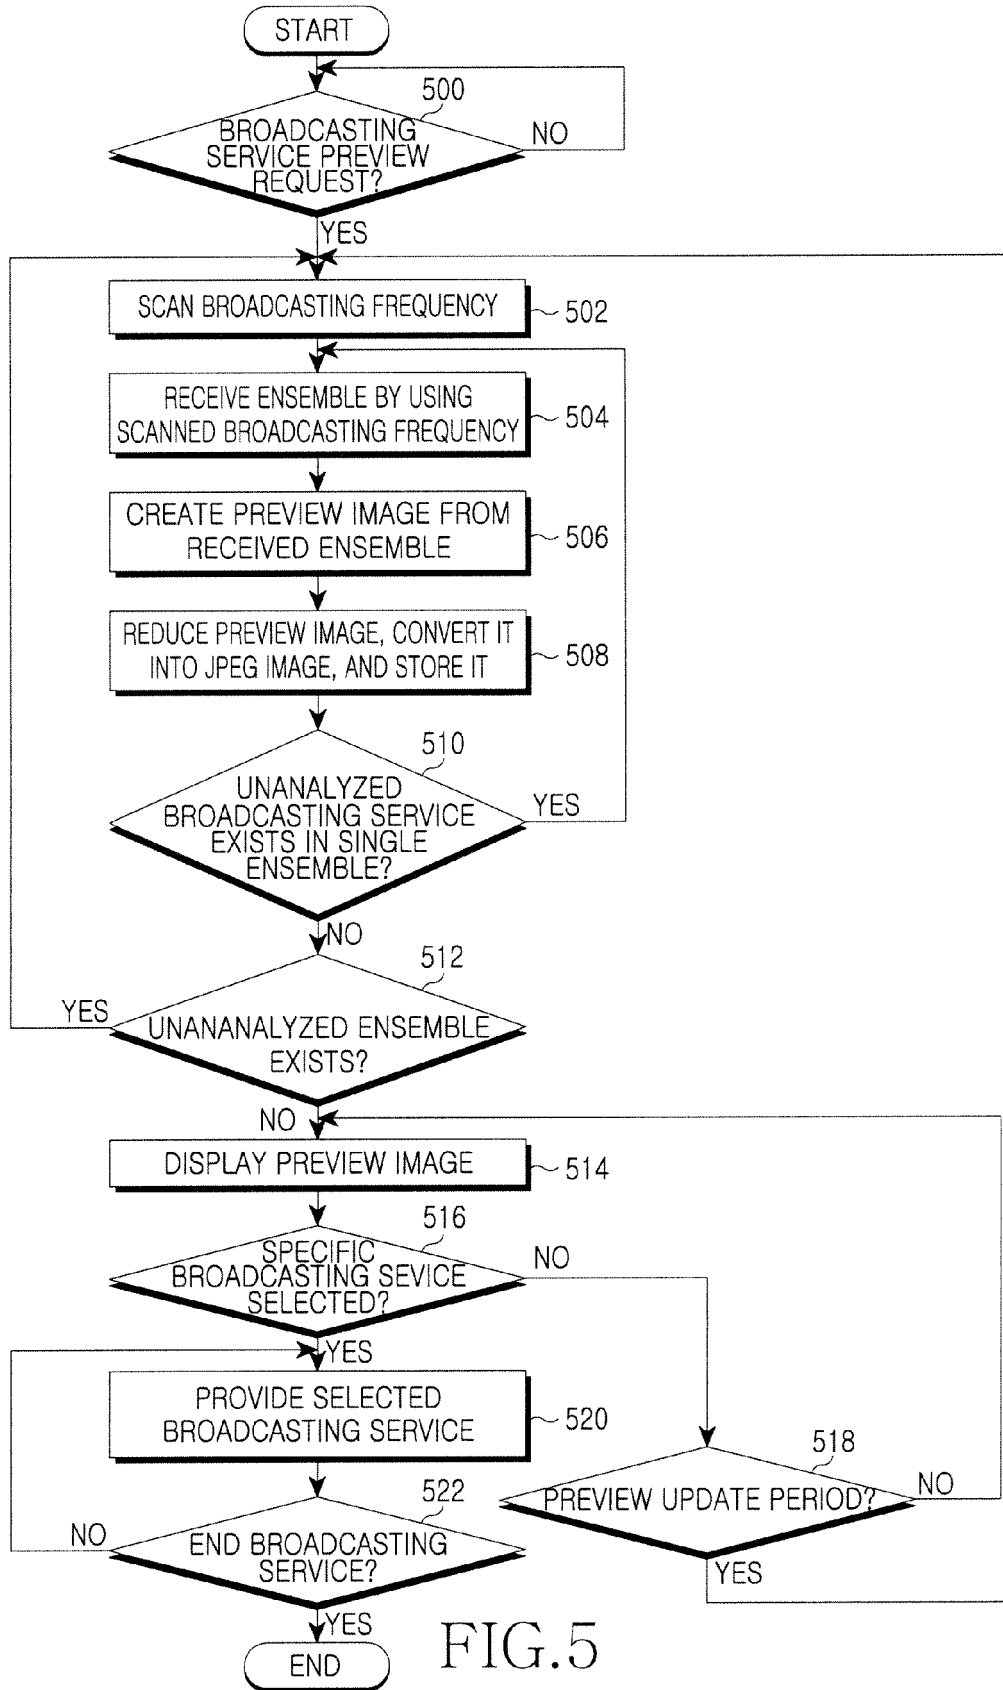 START
500
BROADCASTING
SERVICE PREVIEW
REQUEST?
NO
YES
SCAN BROADCASTING FREQUENCY
502
RECEIVE ENSEMBLE BY USING
SCANNED BROADCASTING FREQUENCY
504
CREATE PREVIEW IMAGE FROM
RECEIVED ENSEMBLE
506
REDUCE PREVIEW IMAGE, CONVERT IT
INTO JPEG IMAGE, AND STORE IT
508
510
UNANALYZED
BROADCASTING SERVICE
EXISTS IN SINGLE
ENSEMBLE?
YES
NO
512
YES
UNANANALYZED ENSEMBLE
EXISTS?
NO
DISPLAY PREVIEW IMAGE
514
516
SPECIFIC
BROADCASTING SEVICE
SELECTED?
NO
YES
PROVIDE SELECTED
BROADCASTING SERVICE
520
518
PREVIEW UPDATE PERIOD?
NO
YES
522
NO
END BROADCASTING
SERVICE?
YES
END
FIG.5